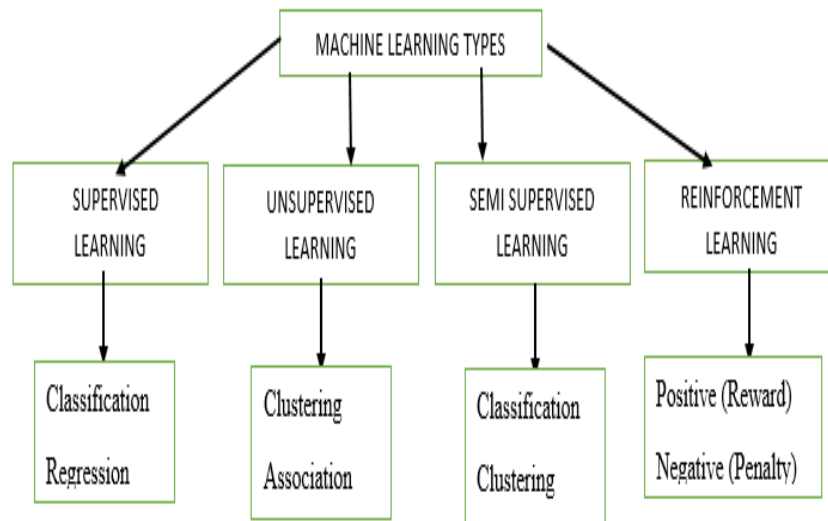 MACHINE LEARNING TYPES
SUPERVISED
LEARNING
UNSUPERVISED
LEARNING
SEMI SUPERVISED
LEARNING
REINFORCEMENT
LEARNING
Classification
Regression
Clustering
Association
Classification
Clustering
Positive (Reward)
Negative (Penalty)